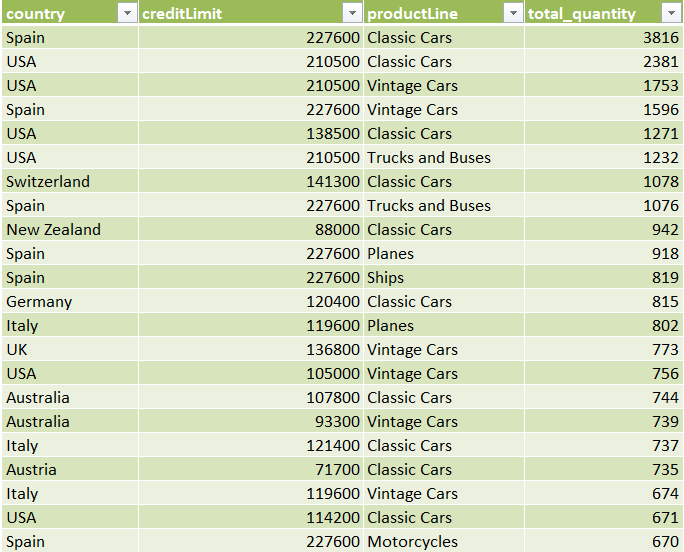 country creditLimit productLine total_quantity
Spain 227600 Classic Cars 3816
USA 210500 Classic Cars 2381
USA 210500 Vintage Cars 1753
Spain 227600 Vintage Cars 1596
USA 138500 Classic Cars 1271
USA 210500 Trucks and Buses 1232
Switzerland 141300 Classic Cars 1078
Spain 227600 Trucks and Buses 1076
New Zealand 88000 Classic Cars 942
Spain 227600 Planes 918
Spain 227600 Ships 819
Germany 120400 Classic Cars 815
Italy 119600 Planes 802
UK 136800 Vintage Cars 773
USA 105000 Vintage Cars 756
Australia 107800 Classic Cars 744
Australia 93300 Vintage Cars 739
Italy 121400 Classic Cars 737
Austria 71700 Classic Cars 735
Italy 119600 Vintage Cars 674
USA 114200 Classic Cars 671
Spain 227600 Motorcycles 670